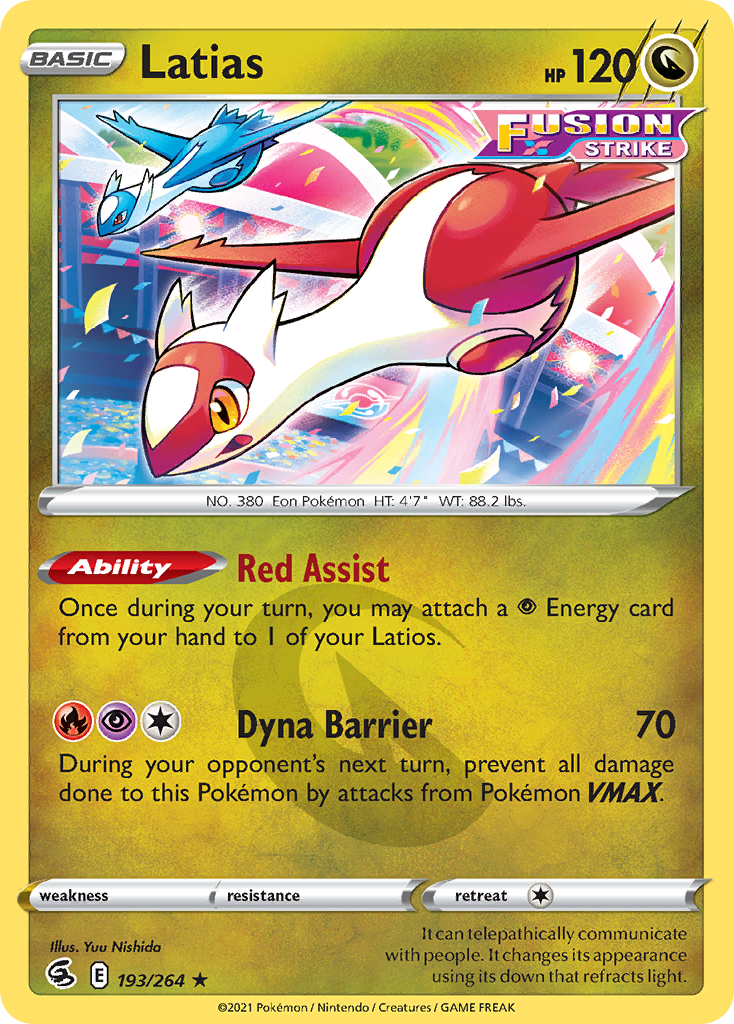 BASIC Latias HP 120
FUSION
STRIKE
NO. 380 Eon Pokémon HT: 4'7" WT: 88.2 lbs.
Ability Red Assist
Once during your turn, you may attach a Energy card
from your hand to 1 of your Latios.
Dyna Barrier 70
During your opponent's next turn, prevent all damage
done to this Pokémon by attacks from Pokémon VMAX.
weakness resistance retreat
Illus. Yuu Nishida
It can telepathically communicate
with people. It changes its appearance
using its down that refracts light.
E 193/264 ★
©2021 Pokémon / Nintendo / Creatures / GAME FREAK